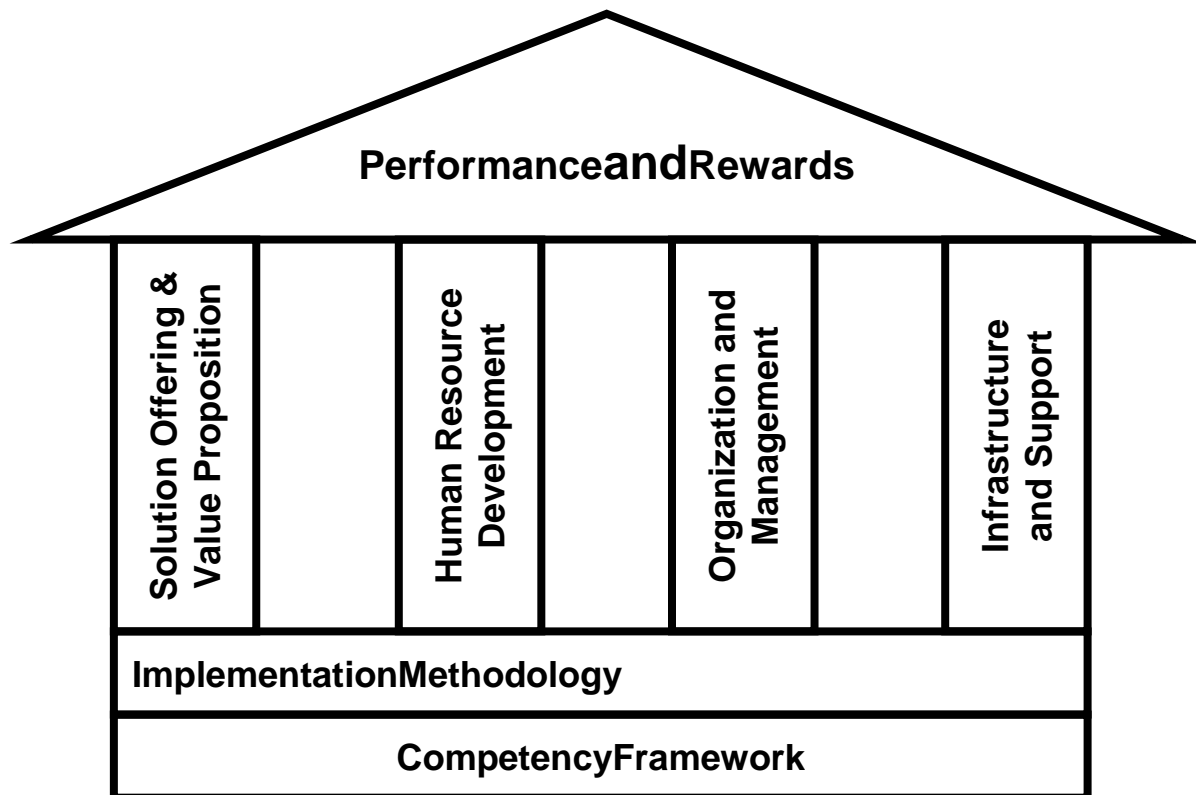 PerformanceandRewards
Solution Offering &
Value Proposition
Human Resource
Development
Organization and
Management
Infrastructure
and Support
ImplementationMethodology
CompetencyFramework